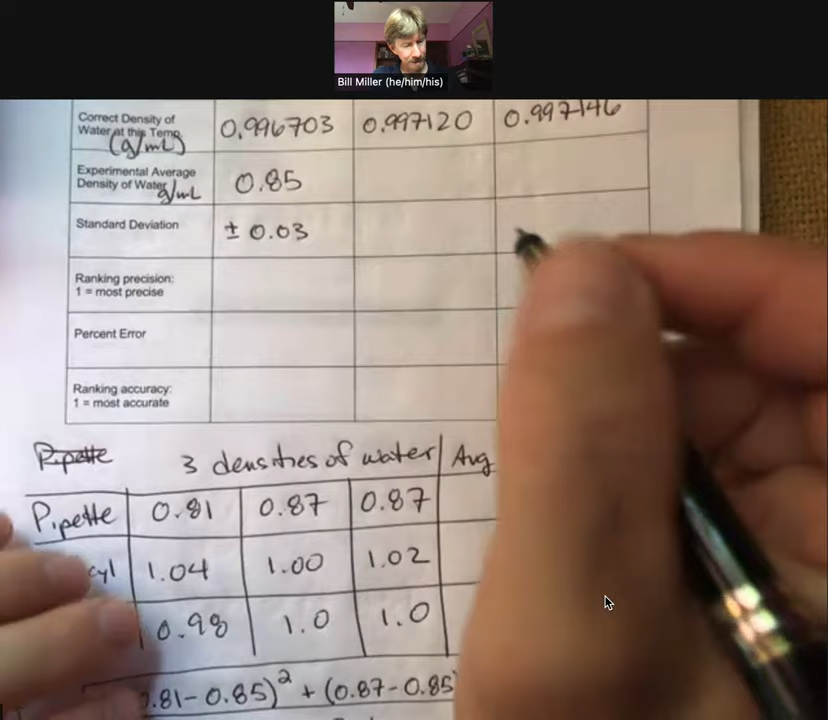 Bill Miller (he/him/his)
Correct Density of
Water at this Temp. 0.996703 0.997120 0.997146
(g/mL)
Experimental Average
Density of Water g/mL 0.85
Standard Deviation ± 0.03
Ranking precision:
1 = most precise
Percent Error
Ranking accuracy:
1 = most accurate
3 densities of water Avg
Pipette 0.81 0.87 0.87
cyl 1.04 1.00 1.02
0.98 1.0 1.0
0.81-0.85)² + (0.87-0.85